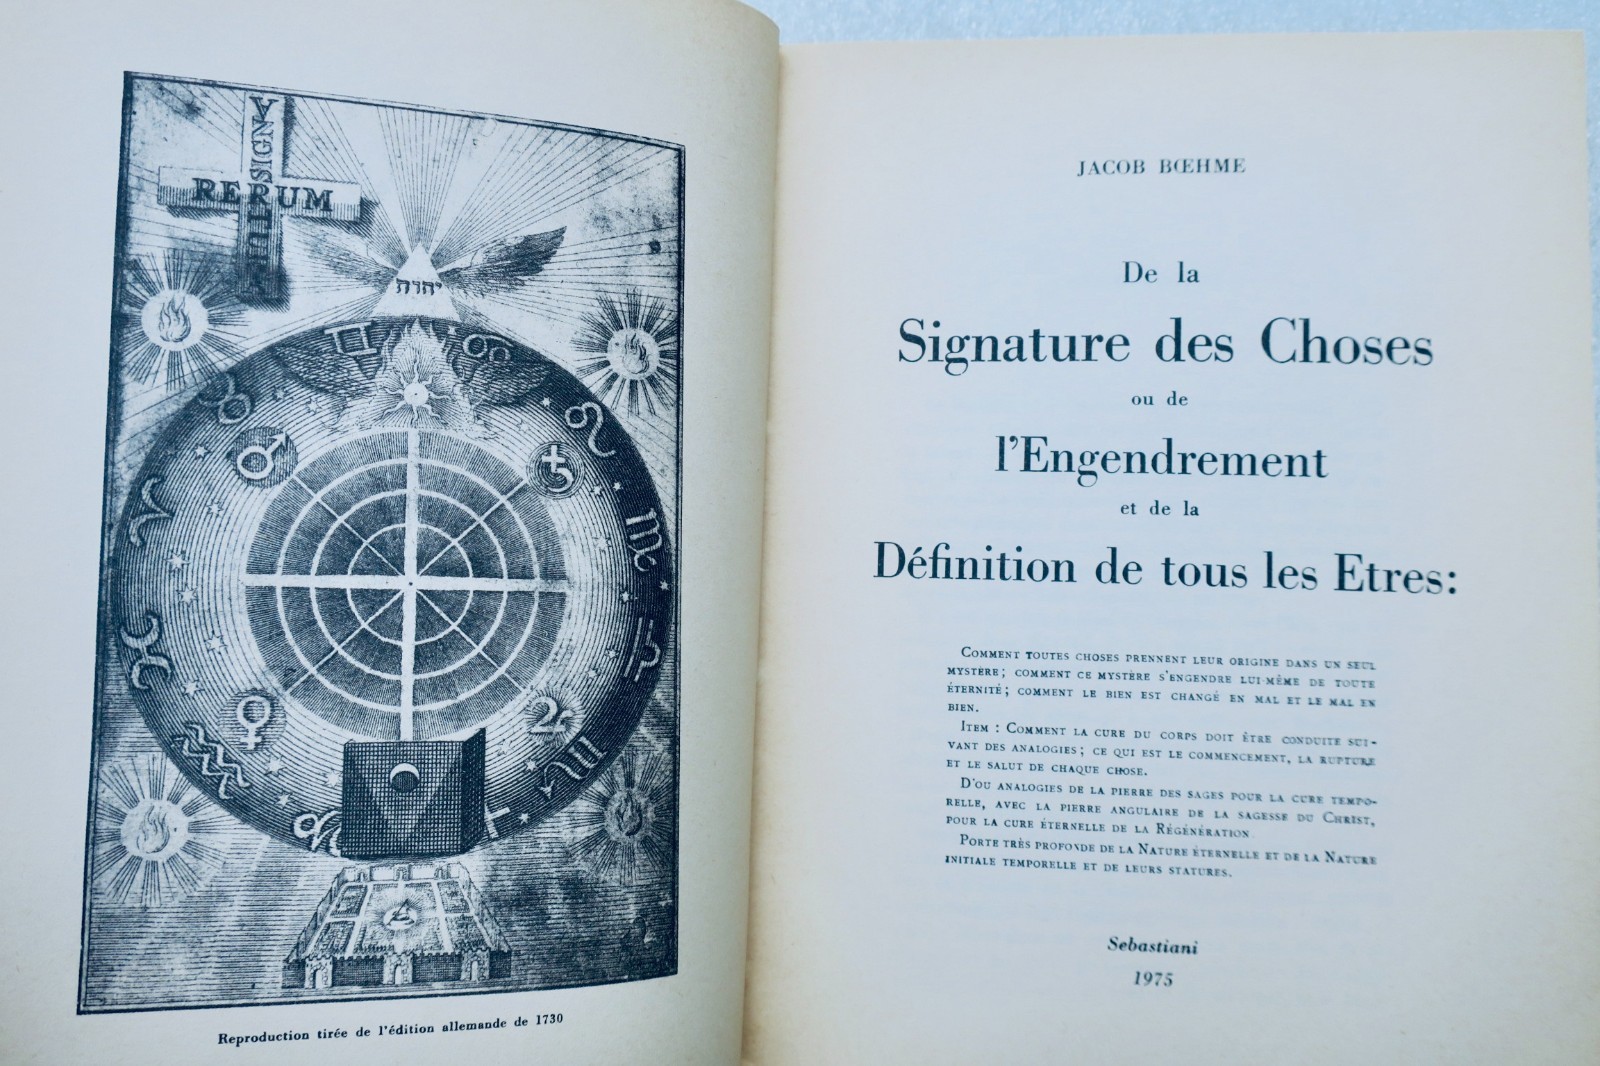 SIGNA
RERUM
TURA
יהוה
Reproduction tirée de l'édition allemande de 1730
JACOB BŒHME
De la
Signature des Choses
ou de
l'Engendrement
et de la
Définition de tous les Etres:
COMMENT TOUTES CHOSES PRENNENT LEUR ORIGINE DANS UN SEUL
MYSTÈRE; COMMENT CE MYSTÈRE S'ENGENDRE LUI-MÊME DE TOUTE
ÉTERNITÉ; COMMENT LE BIEN EST CHANGÉ EN MAL ET LE MAL EN
BIEN.
ITEM : COMMENT LA CURE DU CORPS DOIT ÊTRE CONDUITE SUI-
VANT DES ANALOGIES; CE QUI EST LE COMMENCEMENT, LA RUPTURE
ET LE SALUT DE CHAQUE CHOSE.
D'OU ANALOGIES DE LA PIERRE DES SAGES POUR LA CURE TEMPO-
RELLE, AVEC LA PIERRE ANGULAIRE DE LA SAGESSE DU CHRIST,
POUR LA CURE ÉTERNELLE DE LA RÉGÉNÉRATION.
PORTE TRÈS PROFONDE DE LA NATURE ÉTERNELLE ET DE LA NATURE
INITIALE TEMPORELLE ET DE LEURS STATURES.
Sebastiani
1975